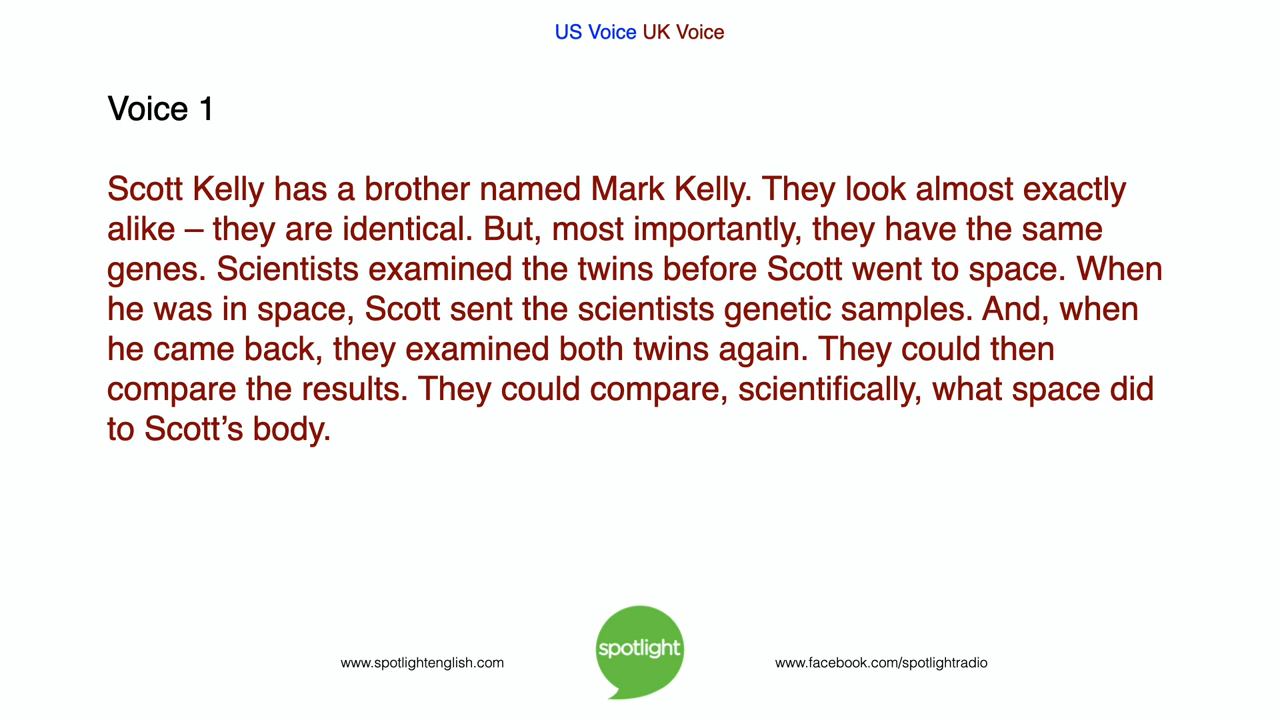 US Voice UK Voice
Voice 1
Scott Kelly has a brother named Mark Kelly. They look almost exactly
alike – they are identical. But, most importantly, they have the same
genes. Scientists examined the twins before Scott went to space. When
he was in space, Scott sent the scientists genetic samples. And, when
he came back, they examined both twins again. They could then
compare the results. They could compare, scientifically, what space did
to Scott’s body.
www.spotlightenglish.com
spotlight
www.facebook.com/spotlightradio